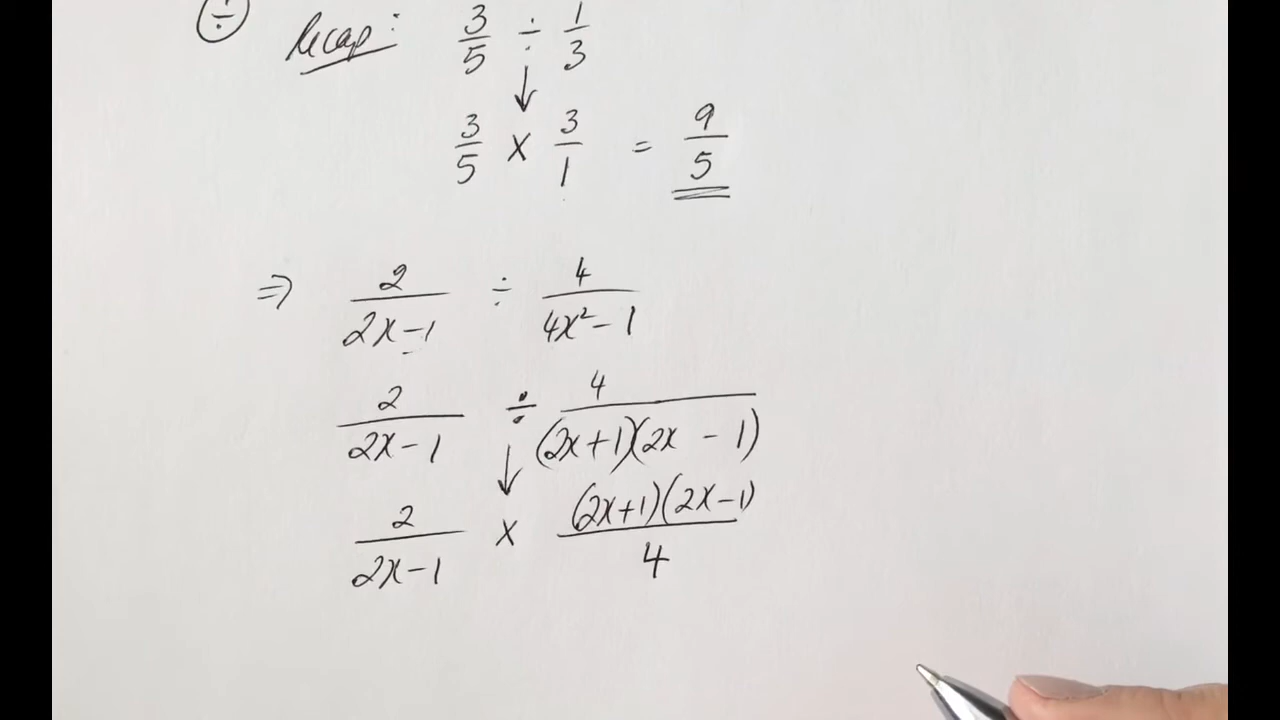 ÷ Recap: 3/5 ÷ 1/3
↓
3/5 × 3/1 = 9/5
⇒ 2/(2x-1) ÷ 4/(4x²-1)
2/(2x-1) ÷ 4/((2x+1)(2x-1))
↓
2/(2x-1) × ((2x+1)(2x-1))/4